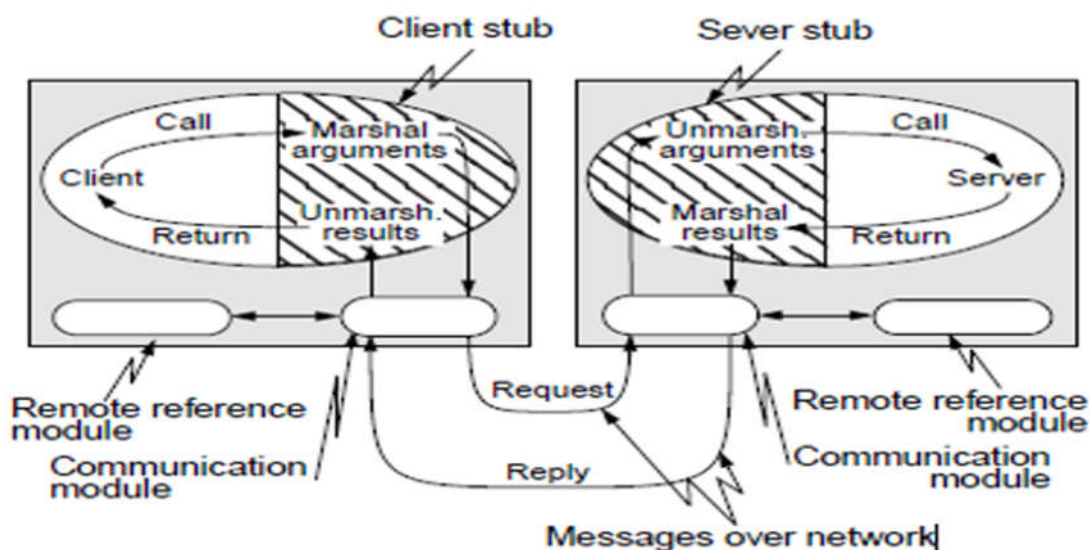 Client stub
Sever stub
Call
Marshal
arguments
Client
Unmarsh.
results
Return
Unmarsh.
arguments
Call
Server
Marshal
results
Return
Request
Remote reference
module
Communication
module
Reply
Remote reference
module
Communication
module
Messages over network